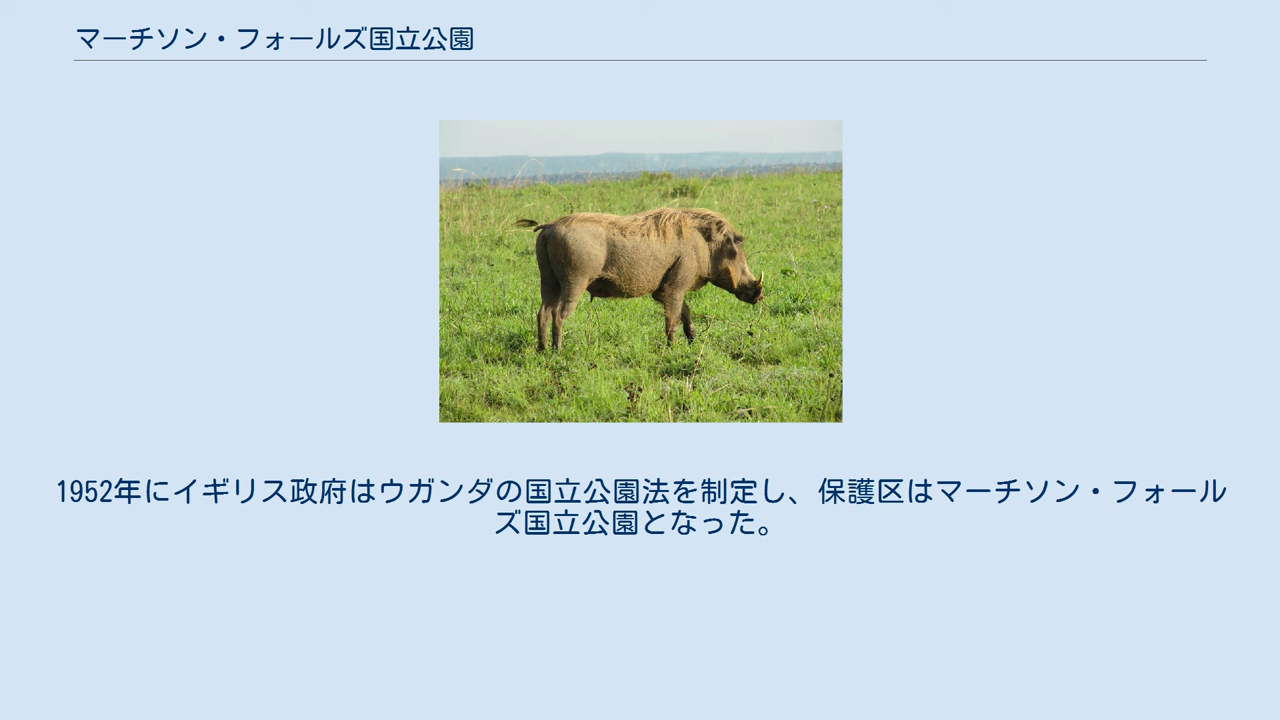 マーチソン・フォールズ国立公園
1952年にイギリス政府はウガンダの国立公園法を制定し、保護区はマーチソン・フォール
ズ国立公園となった。